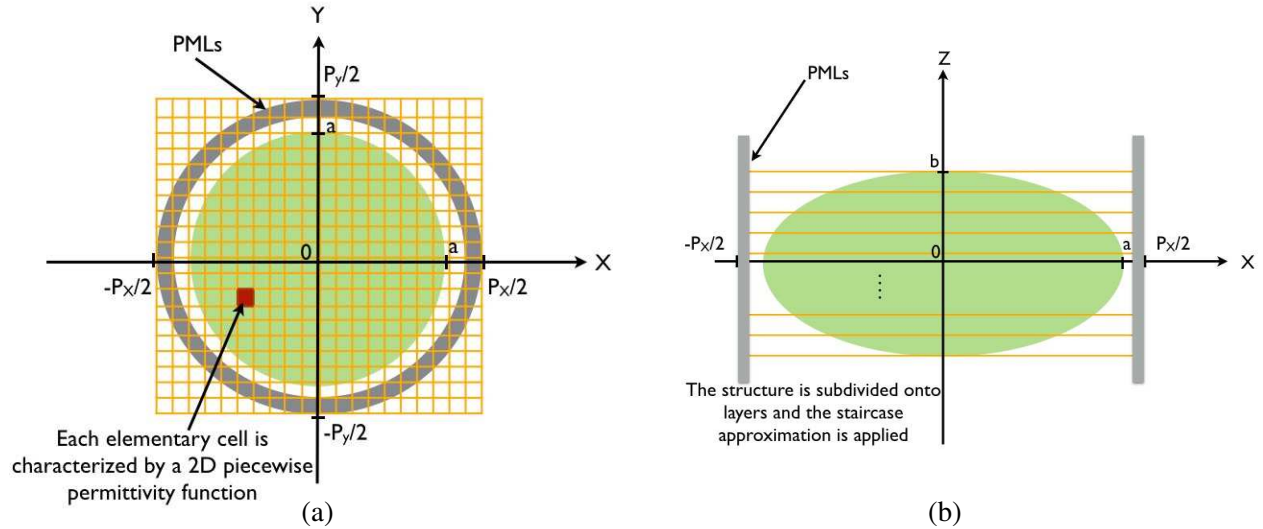 Y
PMLs
Py/2
a
0
a
X
-Px/2
Px/2
-Py/2
Each elementary cell is
characterized by a 2D piecewise
permittivity function
(a)
Z
PMLs
b
-Px/2
0
a
Px/2
X
The structure is subdivided onto
layers and the staircase
approximation is applied
(b)